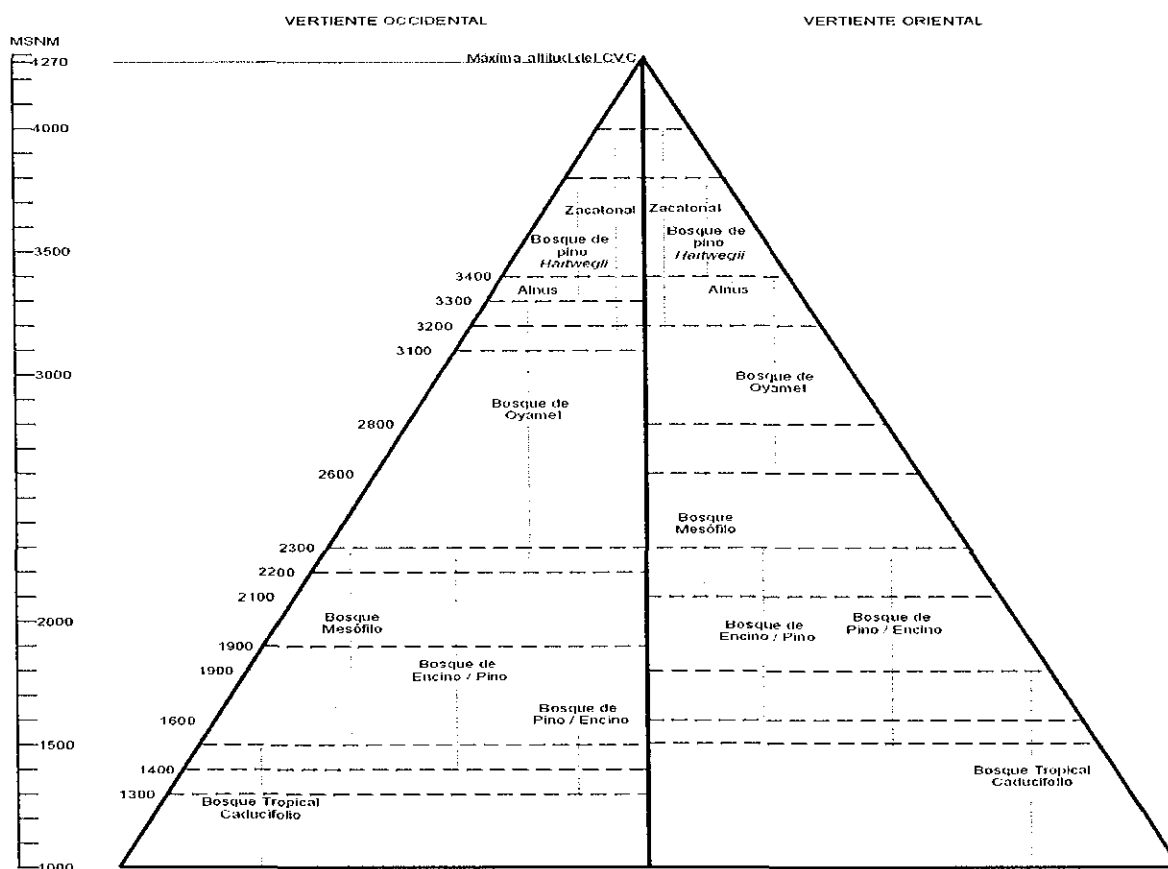 VERTIENTE OCCIDENTAL
VERTIENTE ORIENTAL
MSNM
4270
Máxima altitud del CVC
4000
Zacatonal
Zacatonal
Bosque de
pino
Hartwegii
Bosque de
pino
Hartwegii
3500
3400
Alnus
Alnus
3300
3200
3100
3000
Bosque de
Oyamel
Bosque de
Oyamel
2800
2600
Bosque
Mesófilo
2300
2200
2100
2000
Bosque
Mesófilo
Bosque de
Encino / Pino
Bosque de
Pino / Encino
1900
1900
Bosque de
Encino / Pino
Bosque de
Pino / Encino
1600
1500
1400
Bosque Tropical
Caducifolio
1300
Bosque Tropical
Caducifolio
1000